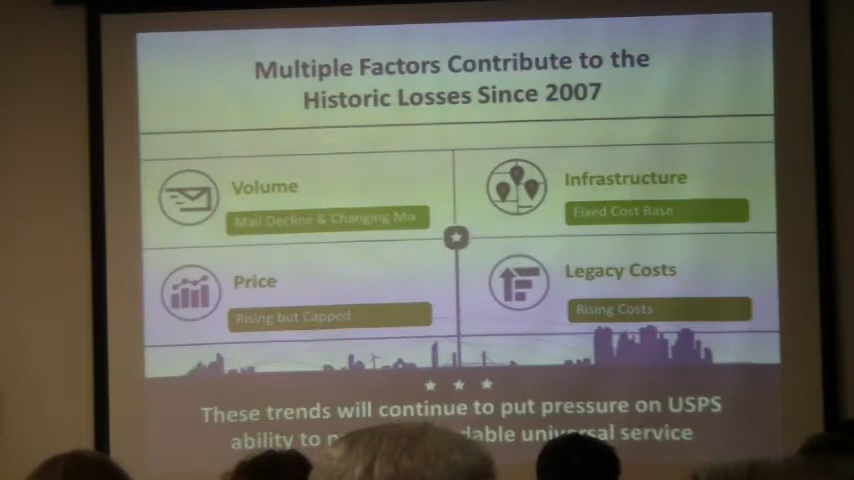 Multiple Factors Contribute to the
Historic Losses Since 2007
Volume
Mail Decline & Changing Mix
Infrastructure
Fixed Cost Base
Price
Rising but Capped
Legacy Costs
Rising Costs
These trends will continue to put pressure on USPS
ability to universal service